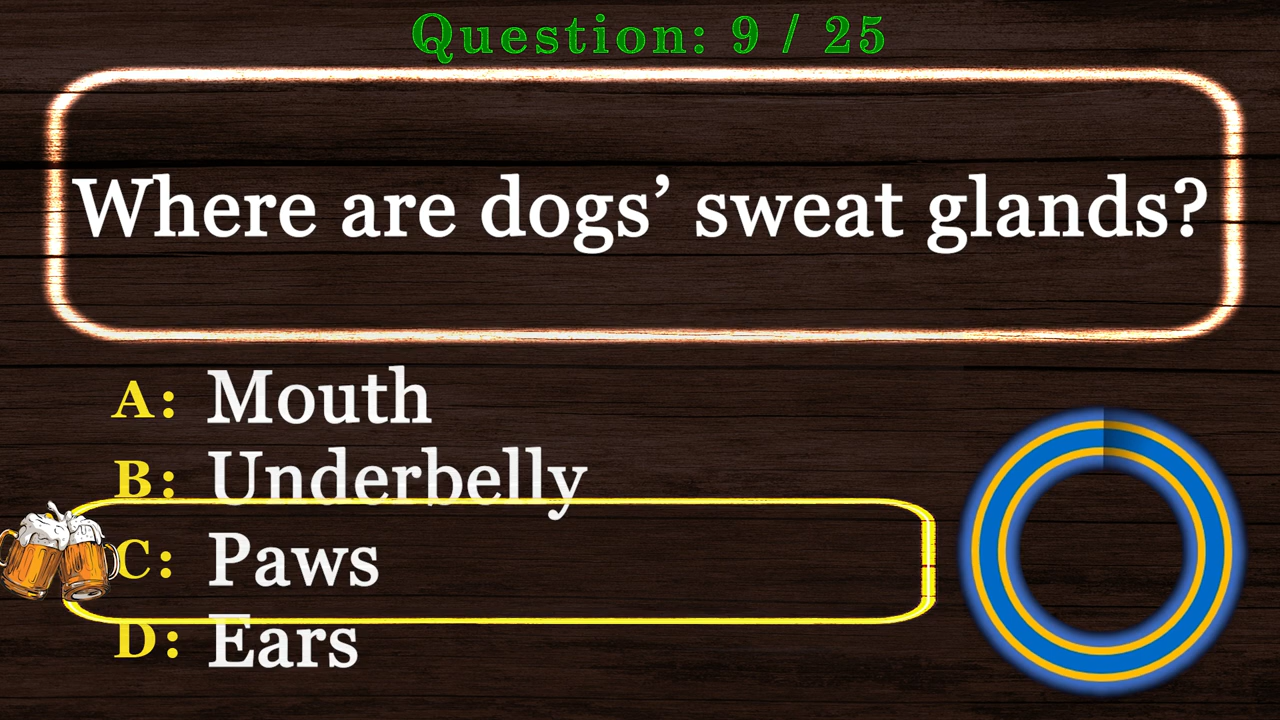 Question: 9 / 25
Where are dogs’ sweat glands?
A: Mouth
B: Underbelly
C: Paws
D: Ears